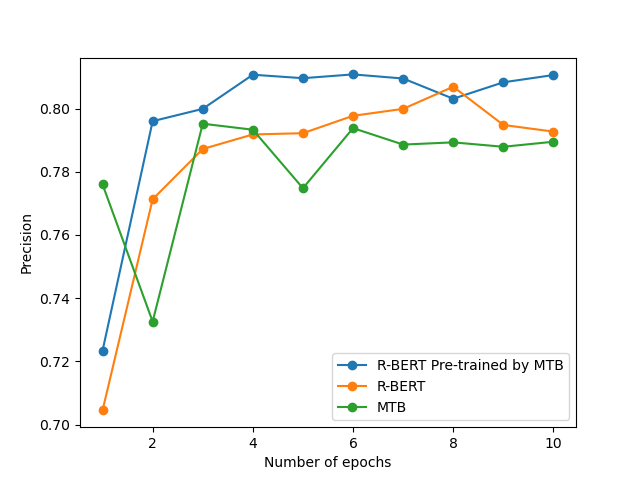 0.80
0.78
0.76
0.74
0.72
0.70
Precision
2 4 6 8 10
Number of epochs
R-BERT Pre-trained by MTB
R-BERT
MTB